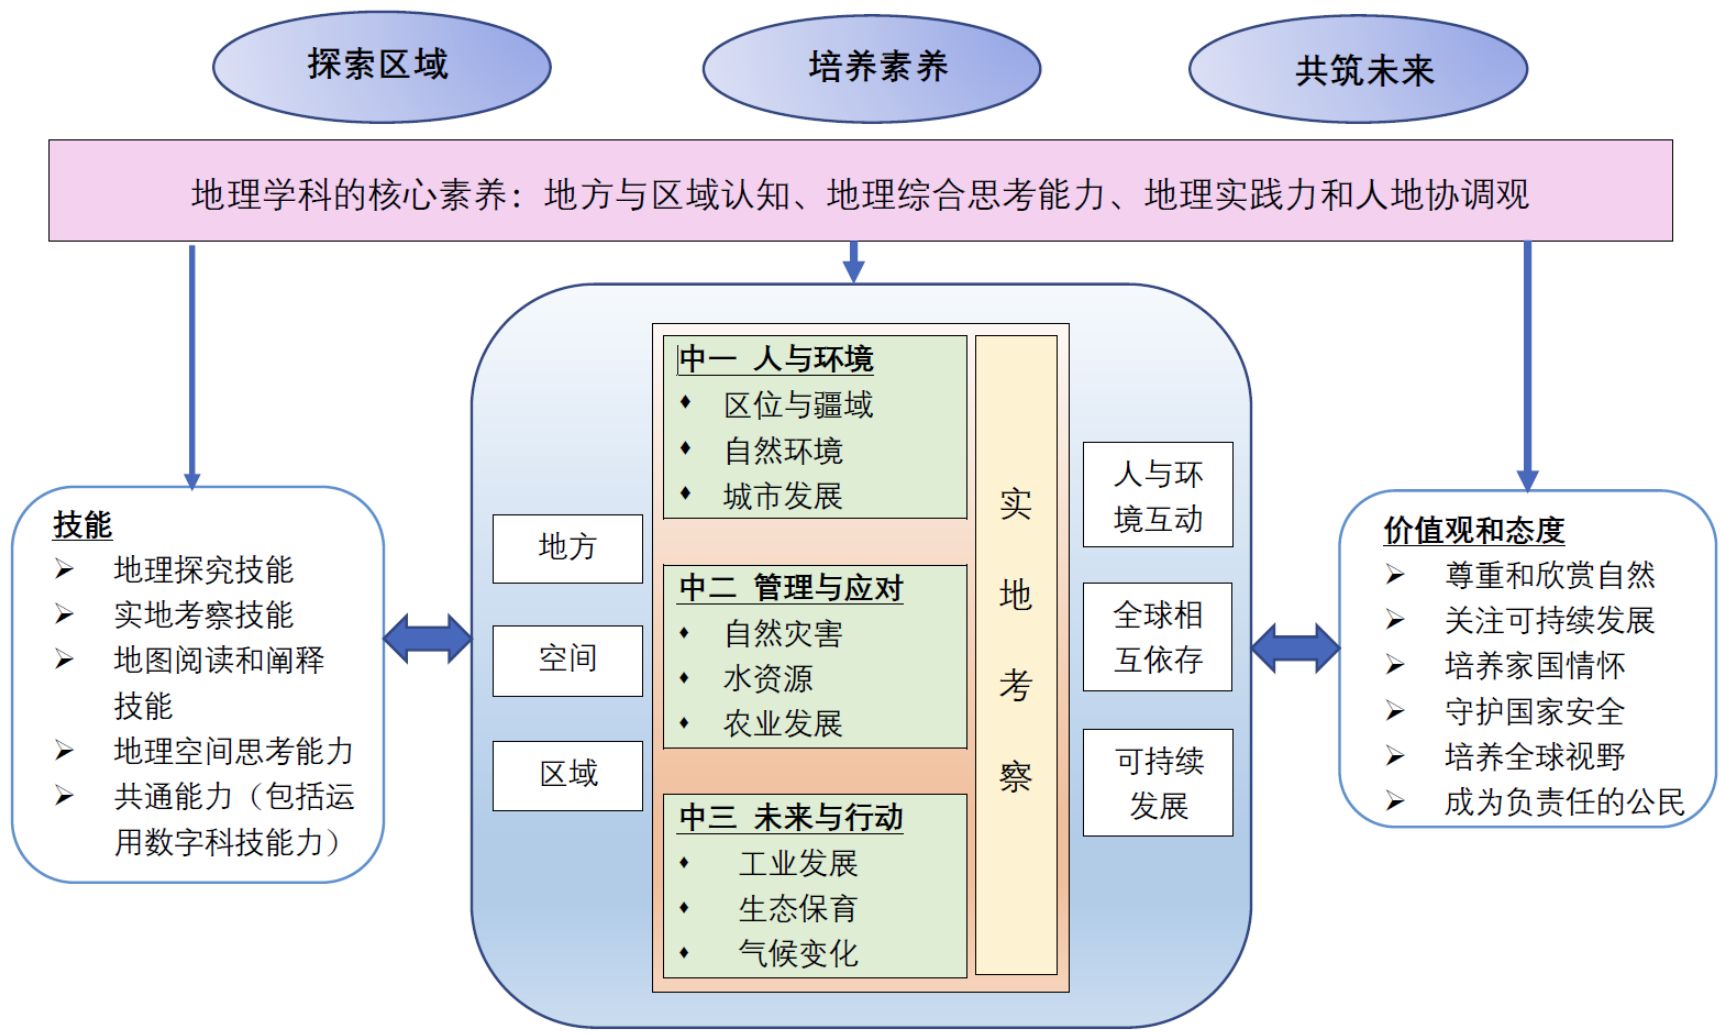 探索区域
培养素养
共筑未来
地理学科的核心素养：地方与区域认知、地理综合思考能力、地理实践力和人地协调观
技能
➢ 地理探究技能
➢ 实地考察技能
➢ 地图阅读和阐释
技能
➢ 地理空间思考能力
➢ 共通能力（包括运
用数字科技能力）
地方
空间
区域
中一 人与环境
♦ 区位与疆域
♦ 自然环境
♦ 城市发展
中二 管理与应对
♦ 自然灾害
♦ 水资源
♦ 农业发展
中三 未来与行动
♦ 工业发展
♦ 生态保育
♦ 气候变化
实
地
考
察
人与环
境互动
全球相
互依存
可持续
发展
价值观和态度
➢ 尊重和欣赏自然
➢ 关注可持续发展
➢ 培养家国情怀
➢ 守护国家安全
➢ 培养全球视野
➢ 成为负责任的公民